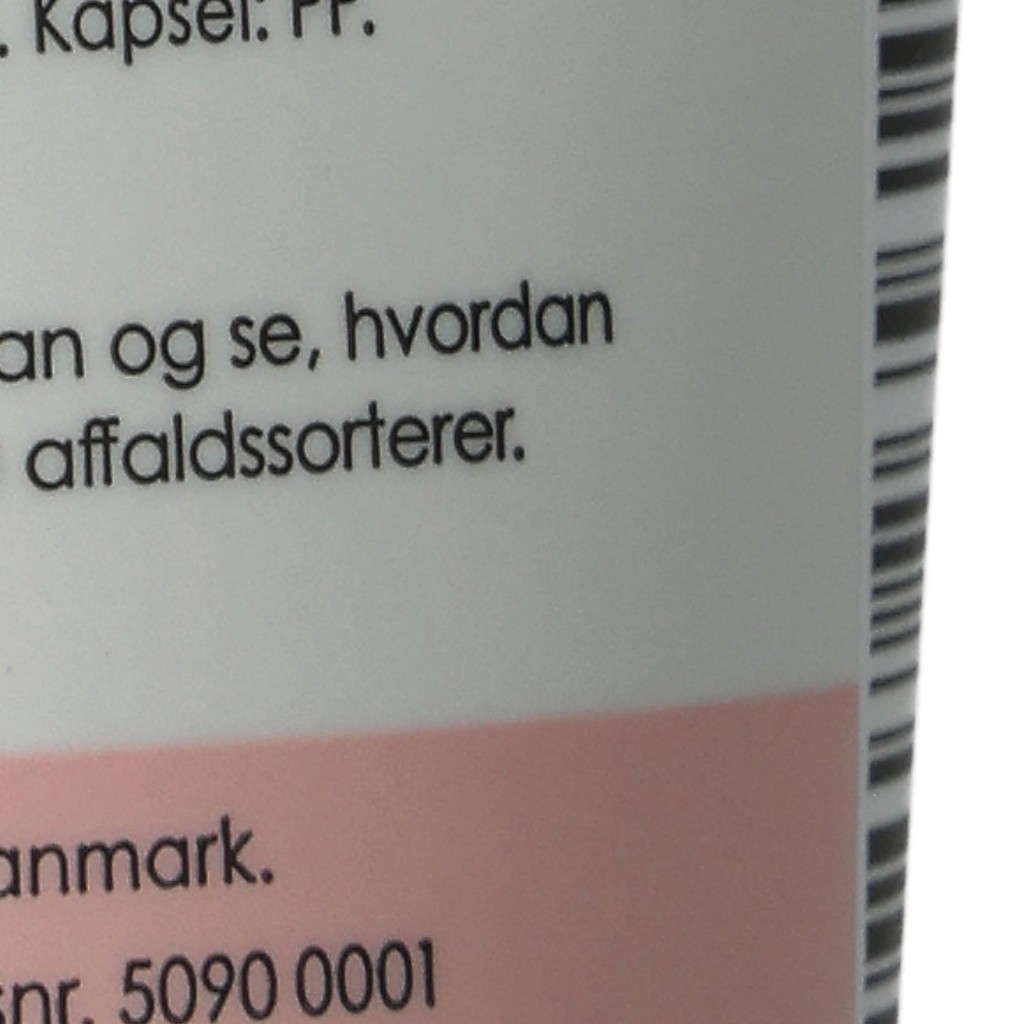 . Kapsel: PP.
an og se, hvordan
affaldssorterer.
anmark.
snr. 5090 0001